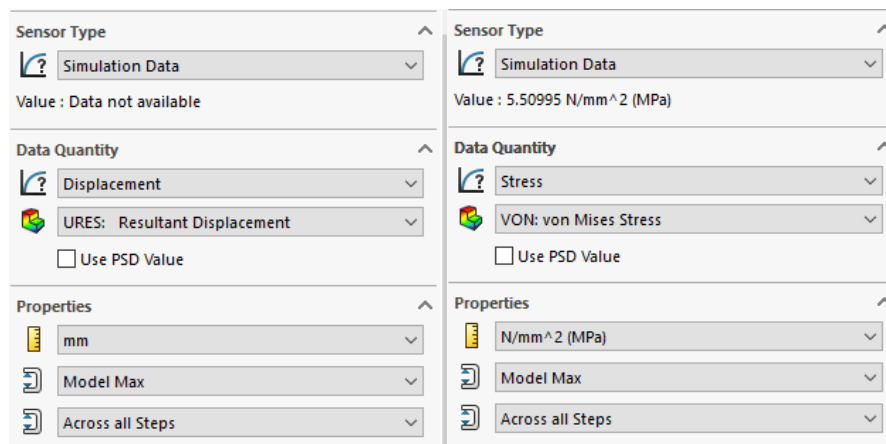 Sensor Type
Simulation Data
Value : Data not available
Data Quantity
Displacement
URES: Resultant Displacement
Use PSD Value
Properties
mm
Model Max
Across all Steps
Sensor Type
Simulation Data
Value : 5.50995 N/mm^2 (MPa)
Data Quantity
Stress
VON: von Mises Stress
Use PSD Value
Properties
N/mm^2 (MPa)
Model Max
Across all Steps